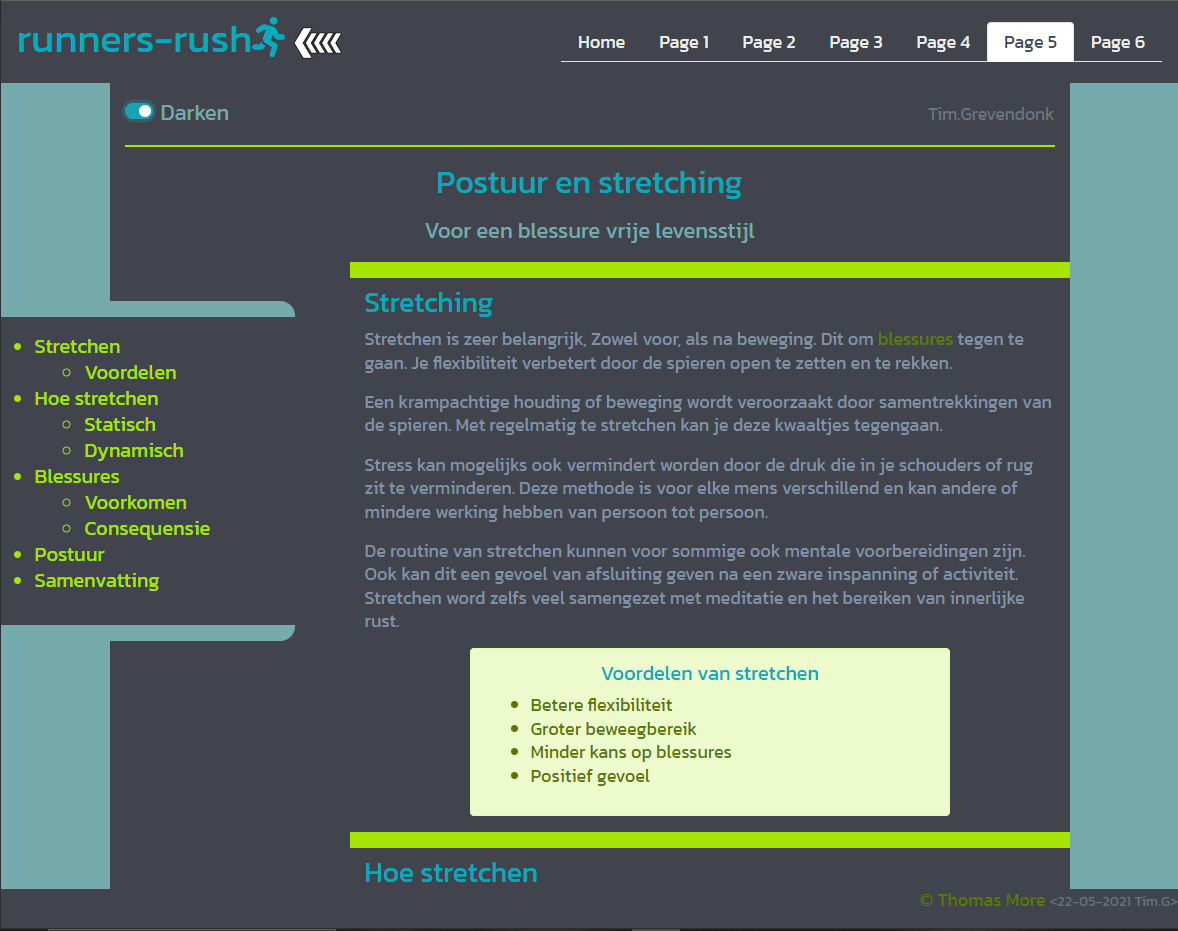 runners-rush
Home Page 1 Page 2 Page 3 Page 4 Page 5 Page 6
Darken
Tim.Grevendonk
Postuur en stretching
Voor een blessure vrije levensstijl
Stretchen
Voordelen
Hoe stretchen
Statisch
Dynamisch
Blessures
Voorkomen
Consequensie
Postuur
Samenvatting
Stretching
Stretchen is zeer belangrijk, Zowel voor, als na beweging. Dit om blessures tegen te
gaan. Je flexibiliteit verbetert door de spieren open te zetten en te rekken.
Een krampachtige houding of beweging wordt veroorzaakt door samentrekkingen van
de spieren. Met regelmatig te stretchen kan je deze kwaaltjes tegengaan.
Stress kan mogelijks ook vermindert worden door de druk die in je schouders of rug
zit te verminderen. Deze methode is voor elke mens verschillend en kan andere of
mindere werking hebben van persoon tot persoon.
De routine van stretchen kunnen voor sommige ook mentale voorbereidingen zijn.
Ook kan dit een gevoel van afsluiting geven na een zware inspanning of activiteit.
Stretchen word zelfs veel samengezet met meditatie en het bereiken van innerlijke
rust.
Voordelen van stretchen
Betere flexibiliteit
Groter beweegbereik
Minder kans op blessures
Positief gevoel
Hoe stretchen
© Thomas More <22-05-2021 Tim.G>